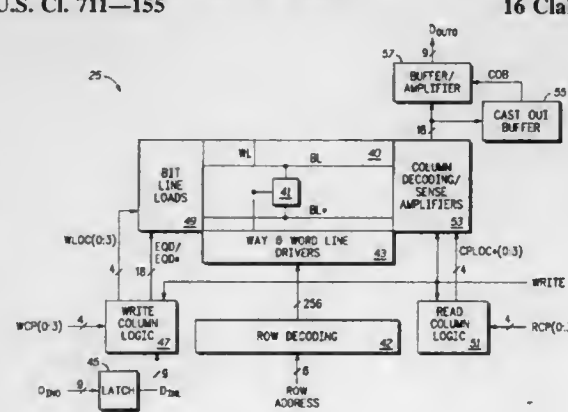 U.S. Cl. 711—155
16 Clai
D_OUT0
9
57
BUFFER/
AMPLIFIER
COB
55
CAST OUT
BUFFER
25
18
BIT
LINE
LOADS
49
WL
BL
40
41
BL*
WAY & WORD LINE
DRIVERS
43
COLUMN
DECODING/
SENSE
AMPLIFIERS
53
WLOC(0:3)
4
EQD/
EQD*
18
CPLOC*(0:3)
4
WRITE
256
WCP(0:3)
4
WRITE
COLUMN
LOGIC
47
ROW DECODING
42
READ
COLUMN
LOGIC
51
4
RCP(0:
45
9
D_IN0
9
LATCH
D_INL
6
ROW
ADDRESS